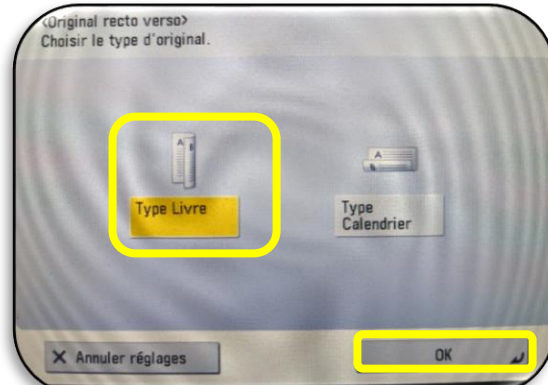 <Original recto verso>
Choisir le type d'original.
A
B
A
Type Livre
Type
Calendrier
X Annuler réglages
OK